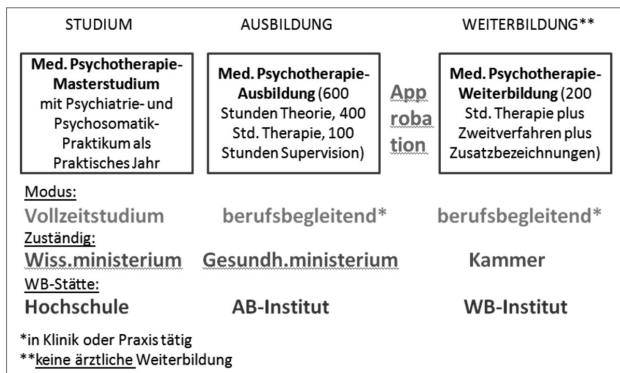 STUDIUM AUSBILDUNG WEITERBILDUNG**
Med. Psychotherapie-
Masterstudium
mit Psychiatrie- und
Psychosomatik-
Praktikum als
Praktisches Jahr
Med. Psychotherapie-
Ausbildung (600
Stunden Theorie, 400
Std. Therapie, 100
Stunden Supervision)
App
roba
tion
Med. Psychotherapie-
Weiterbildung (200
Std. Therapie plus
Zweitverfahren plus
Zusatzbezeichnungen)
Modus:
Vollzeitstudium berufsbegleitend* berufsbegleitend*
Zuständig:
Wiss.ministerium Gesundh.ministerium Kammer
WB-Stätte:
Hochschule AB-Institut WB-Institut
*in Klinik oder Praxis tätig
**keine ärztliche Weiterbildung